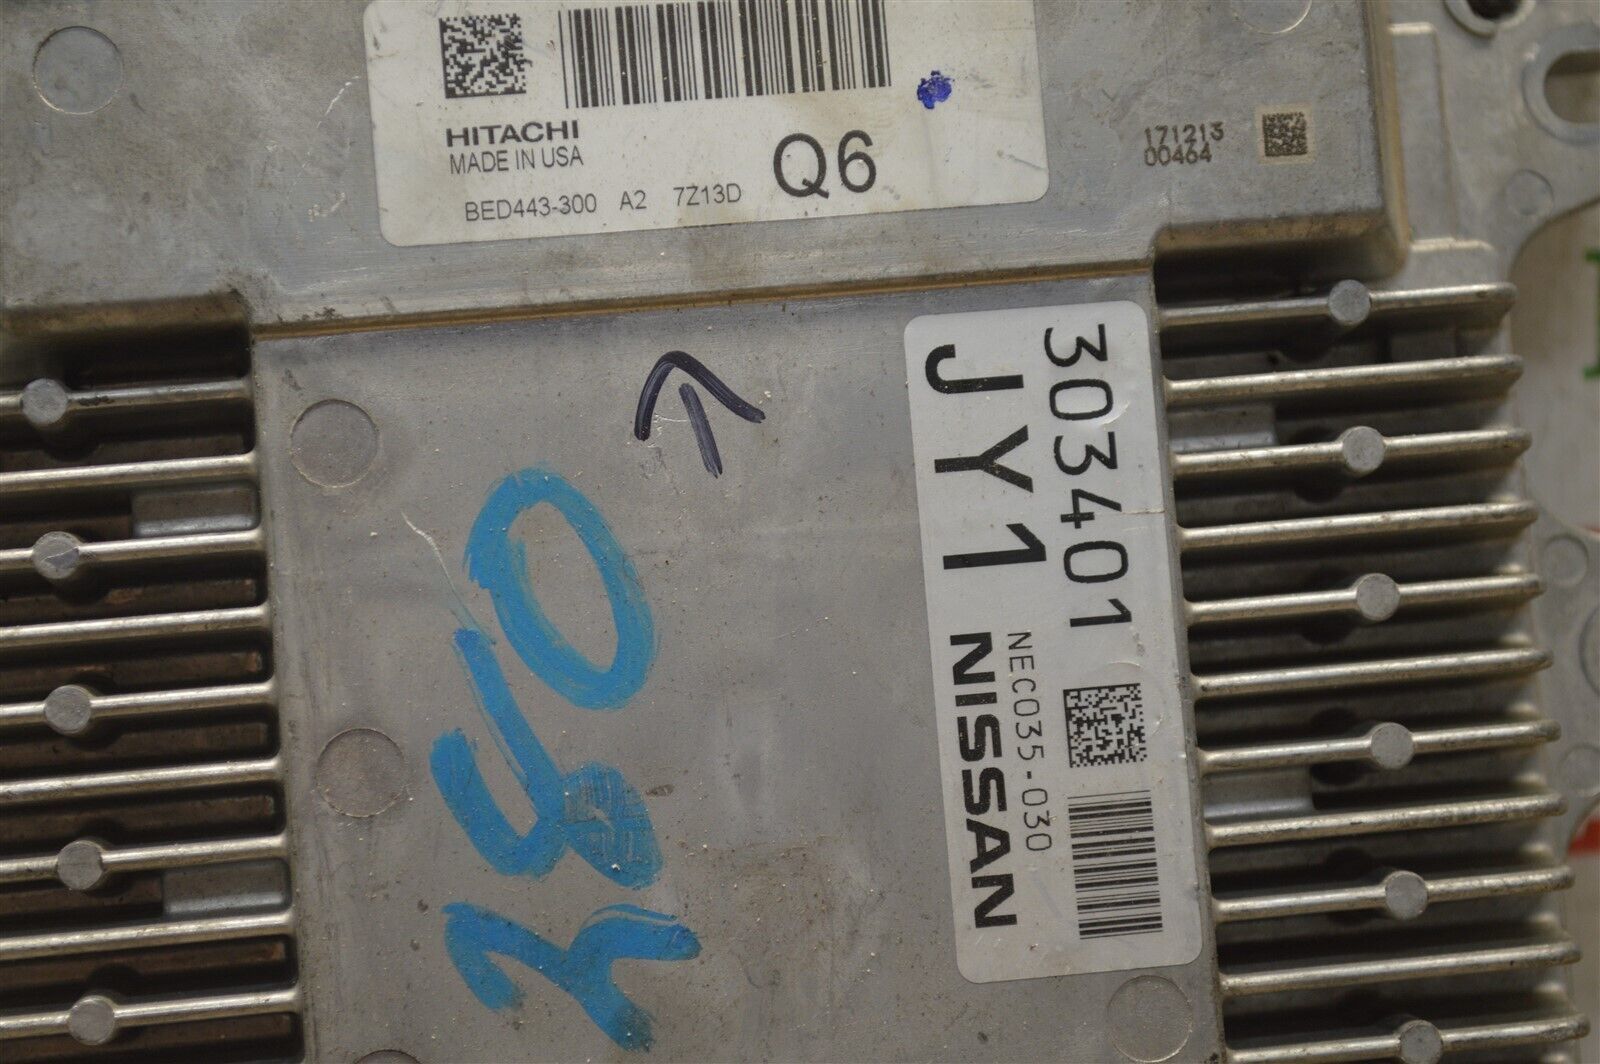 HITACHI
MADE IN USA
BED443-300 A2 7Z13D
Q6
171213
00464
303401
JY1
NEC035-030
NISSAN